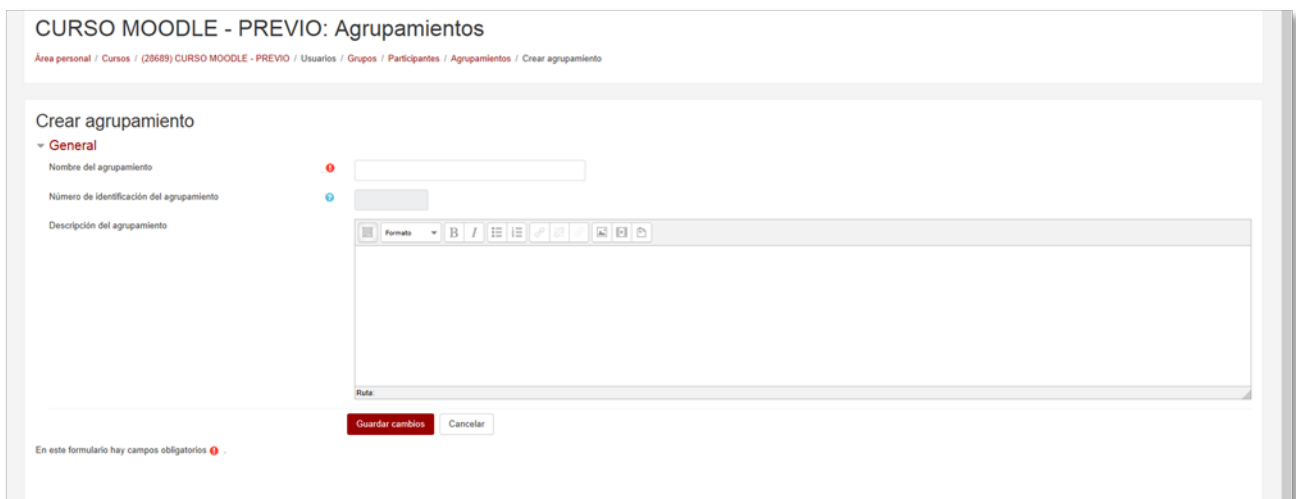 CURSO MOODLE - PREVIO: Agrupamientos
Área personal / Cursos / (28689) CURSO MOODLE - PREVIO / Usuarios / Grupos / Participantes / Agrupamientos / Crear agrupamiento
Crear agrupamiento
General
Nombre del agrupamiento
Número de identificación del agrupamiento
Descripción del agrupamiento
Formato B I
Ruta:
Guardar cambios Cancelar
En este formulario hay campos obligatorios .